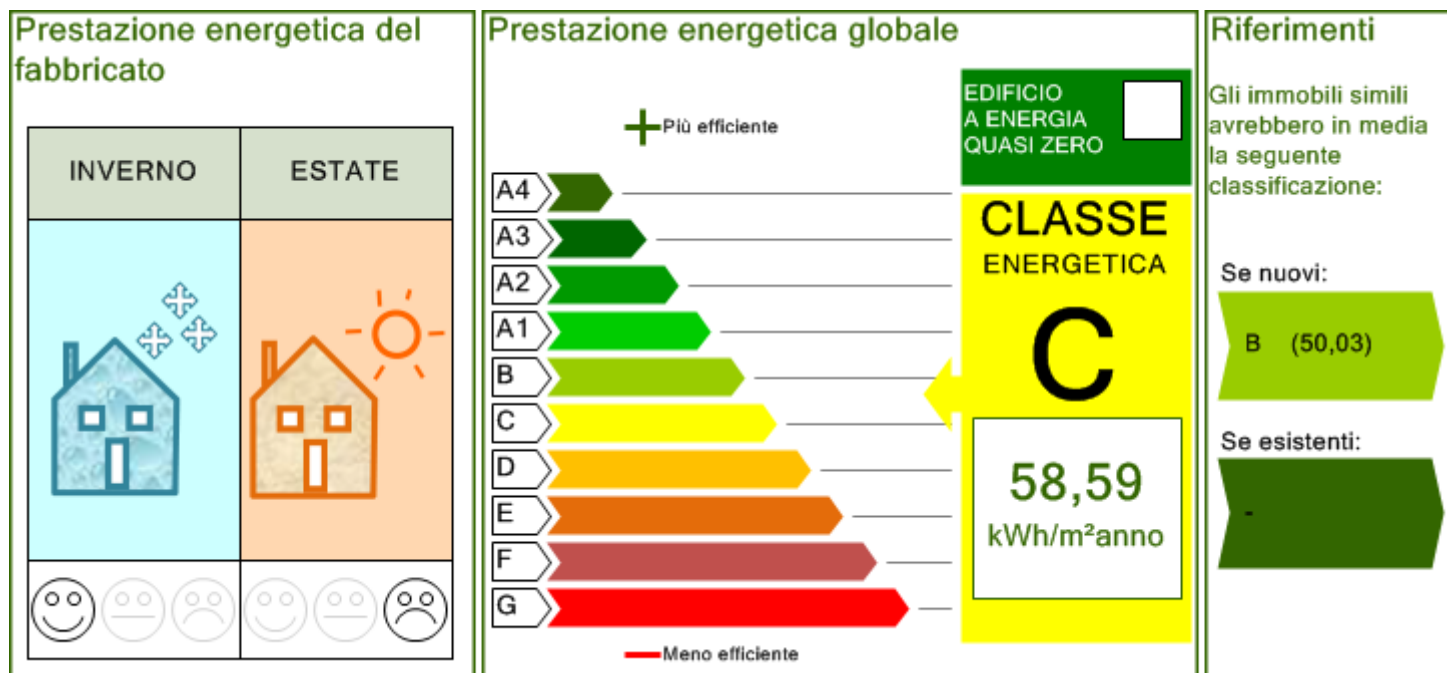 Prestazione energetica del
fabbricato
INVERNO
ESTATE
Prestazione energetica globale
Più efficiente
A4
A3
A2
A1
B
C
D
E
F
G
Meno efficiente
EDIFICIO
A ENERGIA
QUASI ZERO
CLASSE
ENERGETICA
C
58,59
kWh/m²anno
Riferimenti
Gli immobili simili
avrebbero in media
la seguente
classificazione:
Se nuovi:
B (50,03)
Se esistenti:
-